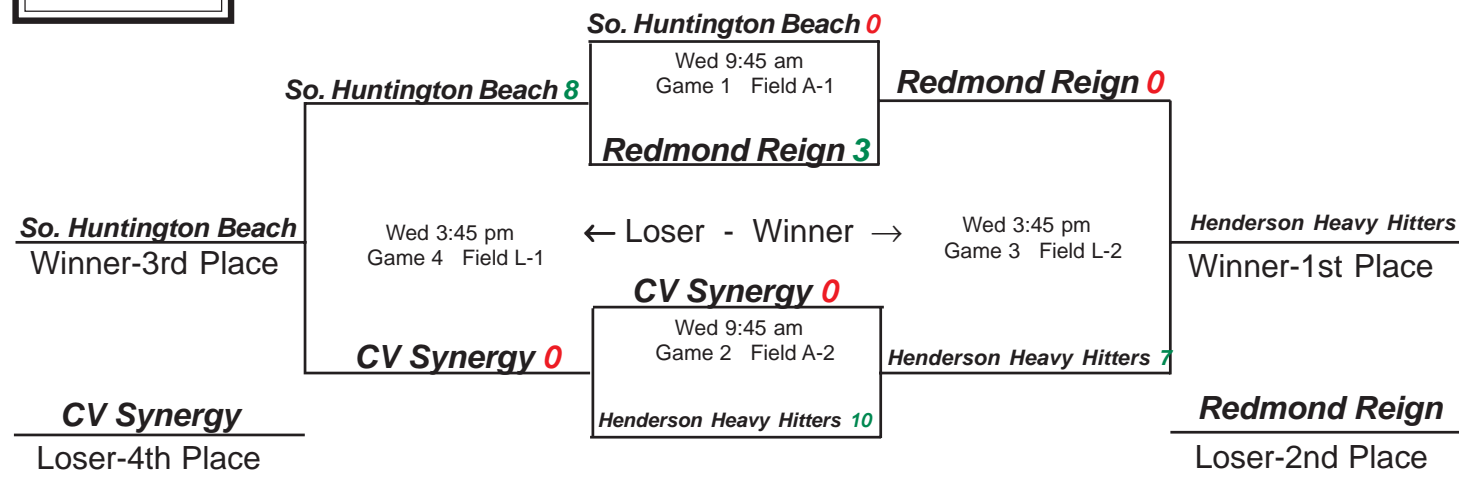 So. Huntington Beach 0
Wed 9:45 am
Game 1 Field A-1
So. Huntington Beach 8
Redmond Reign 0
Redmond Reign 3
So. Huntington Beach
Winner-3rd Place
Wed 3:45 pm
Game 4 Field L-1
← Loser - Winner →
Wed 3:45 pm
Game 3 Field L-2
Henderson Heavy Hitters
Winner-1st Place
CV Synergy 0
Wed 9:45 am
Game 2 Field A-2
CV Synergy 0
Henderson Heavy Hitters 7
Henderson Heavy Hitters 10
CV Synergy
Loser-4th Place
Redmond Reign
Loser-2nd Place